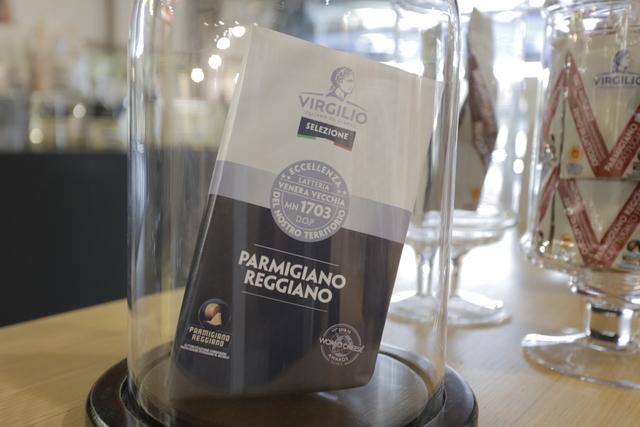 VIRGILIO
SELEZIONE
ECCELLENZA
LATTERIA
VENERA VECCHIA
MN 1703
D.O.P.
DEL NOSTRO TERRITORIO
PARMIGIANO
REGGIANO
PARMIGIANO
REGGIANO
WORLD CHEESE
AWARDS
VIRGILIO